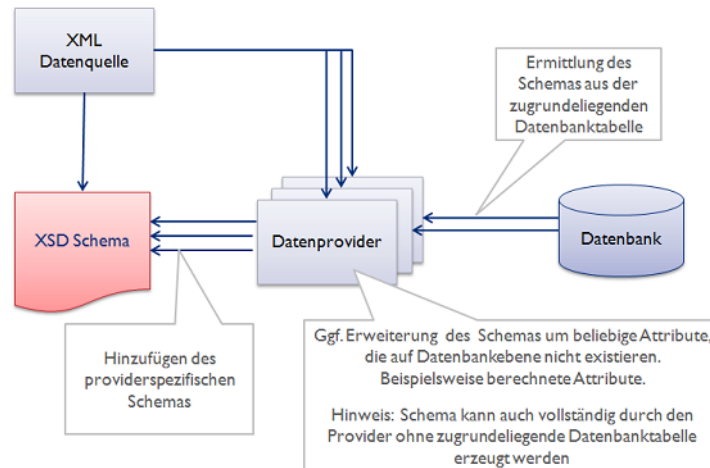 XML
Datenquelle
Ermittlung des
Schemas aus der
zugrundeliegenden
Datenbanktabelle
XSD Schema
Datenprovider
Datenbank
Hinzufügen des
providerspezifischen
Schemas
Ggf. Erweiterung des Schemas um beliebige Attribute,
die auf Datenbankebene nicht existieren.
Beispielsweise berechnete Attribute.
Hinweis: Schema kann auch vollständig durch den
Provider ohne zugrundeliegende Datenbanktabelle
erzeugt werden